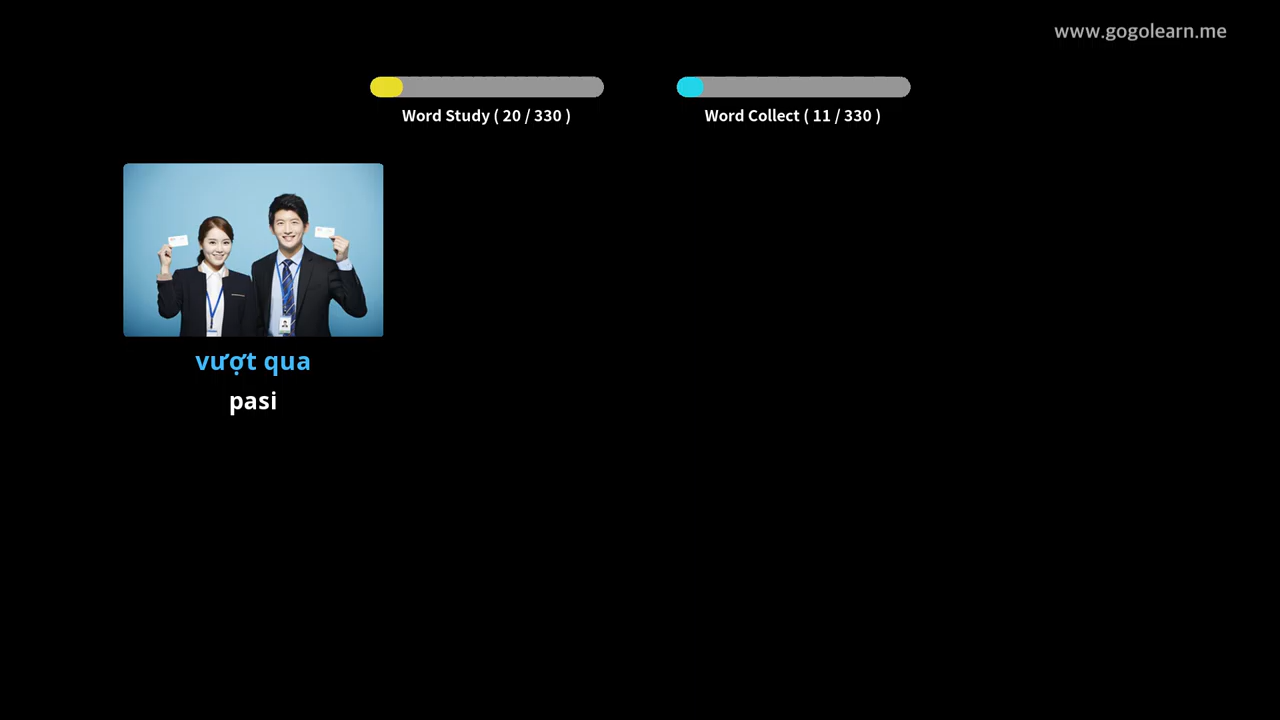 www.gogolearn.me
Word Study ( 20 / 330 )
Word Collect ( 11 / 330 )
vượt qua
pasi